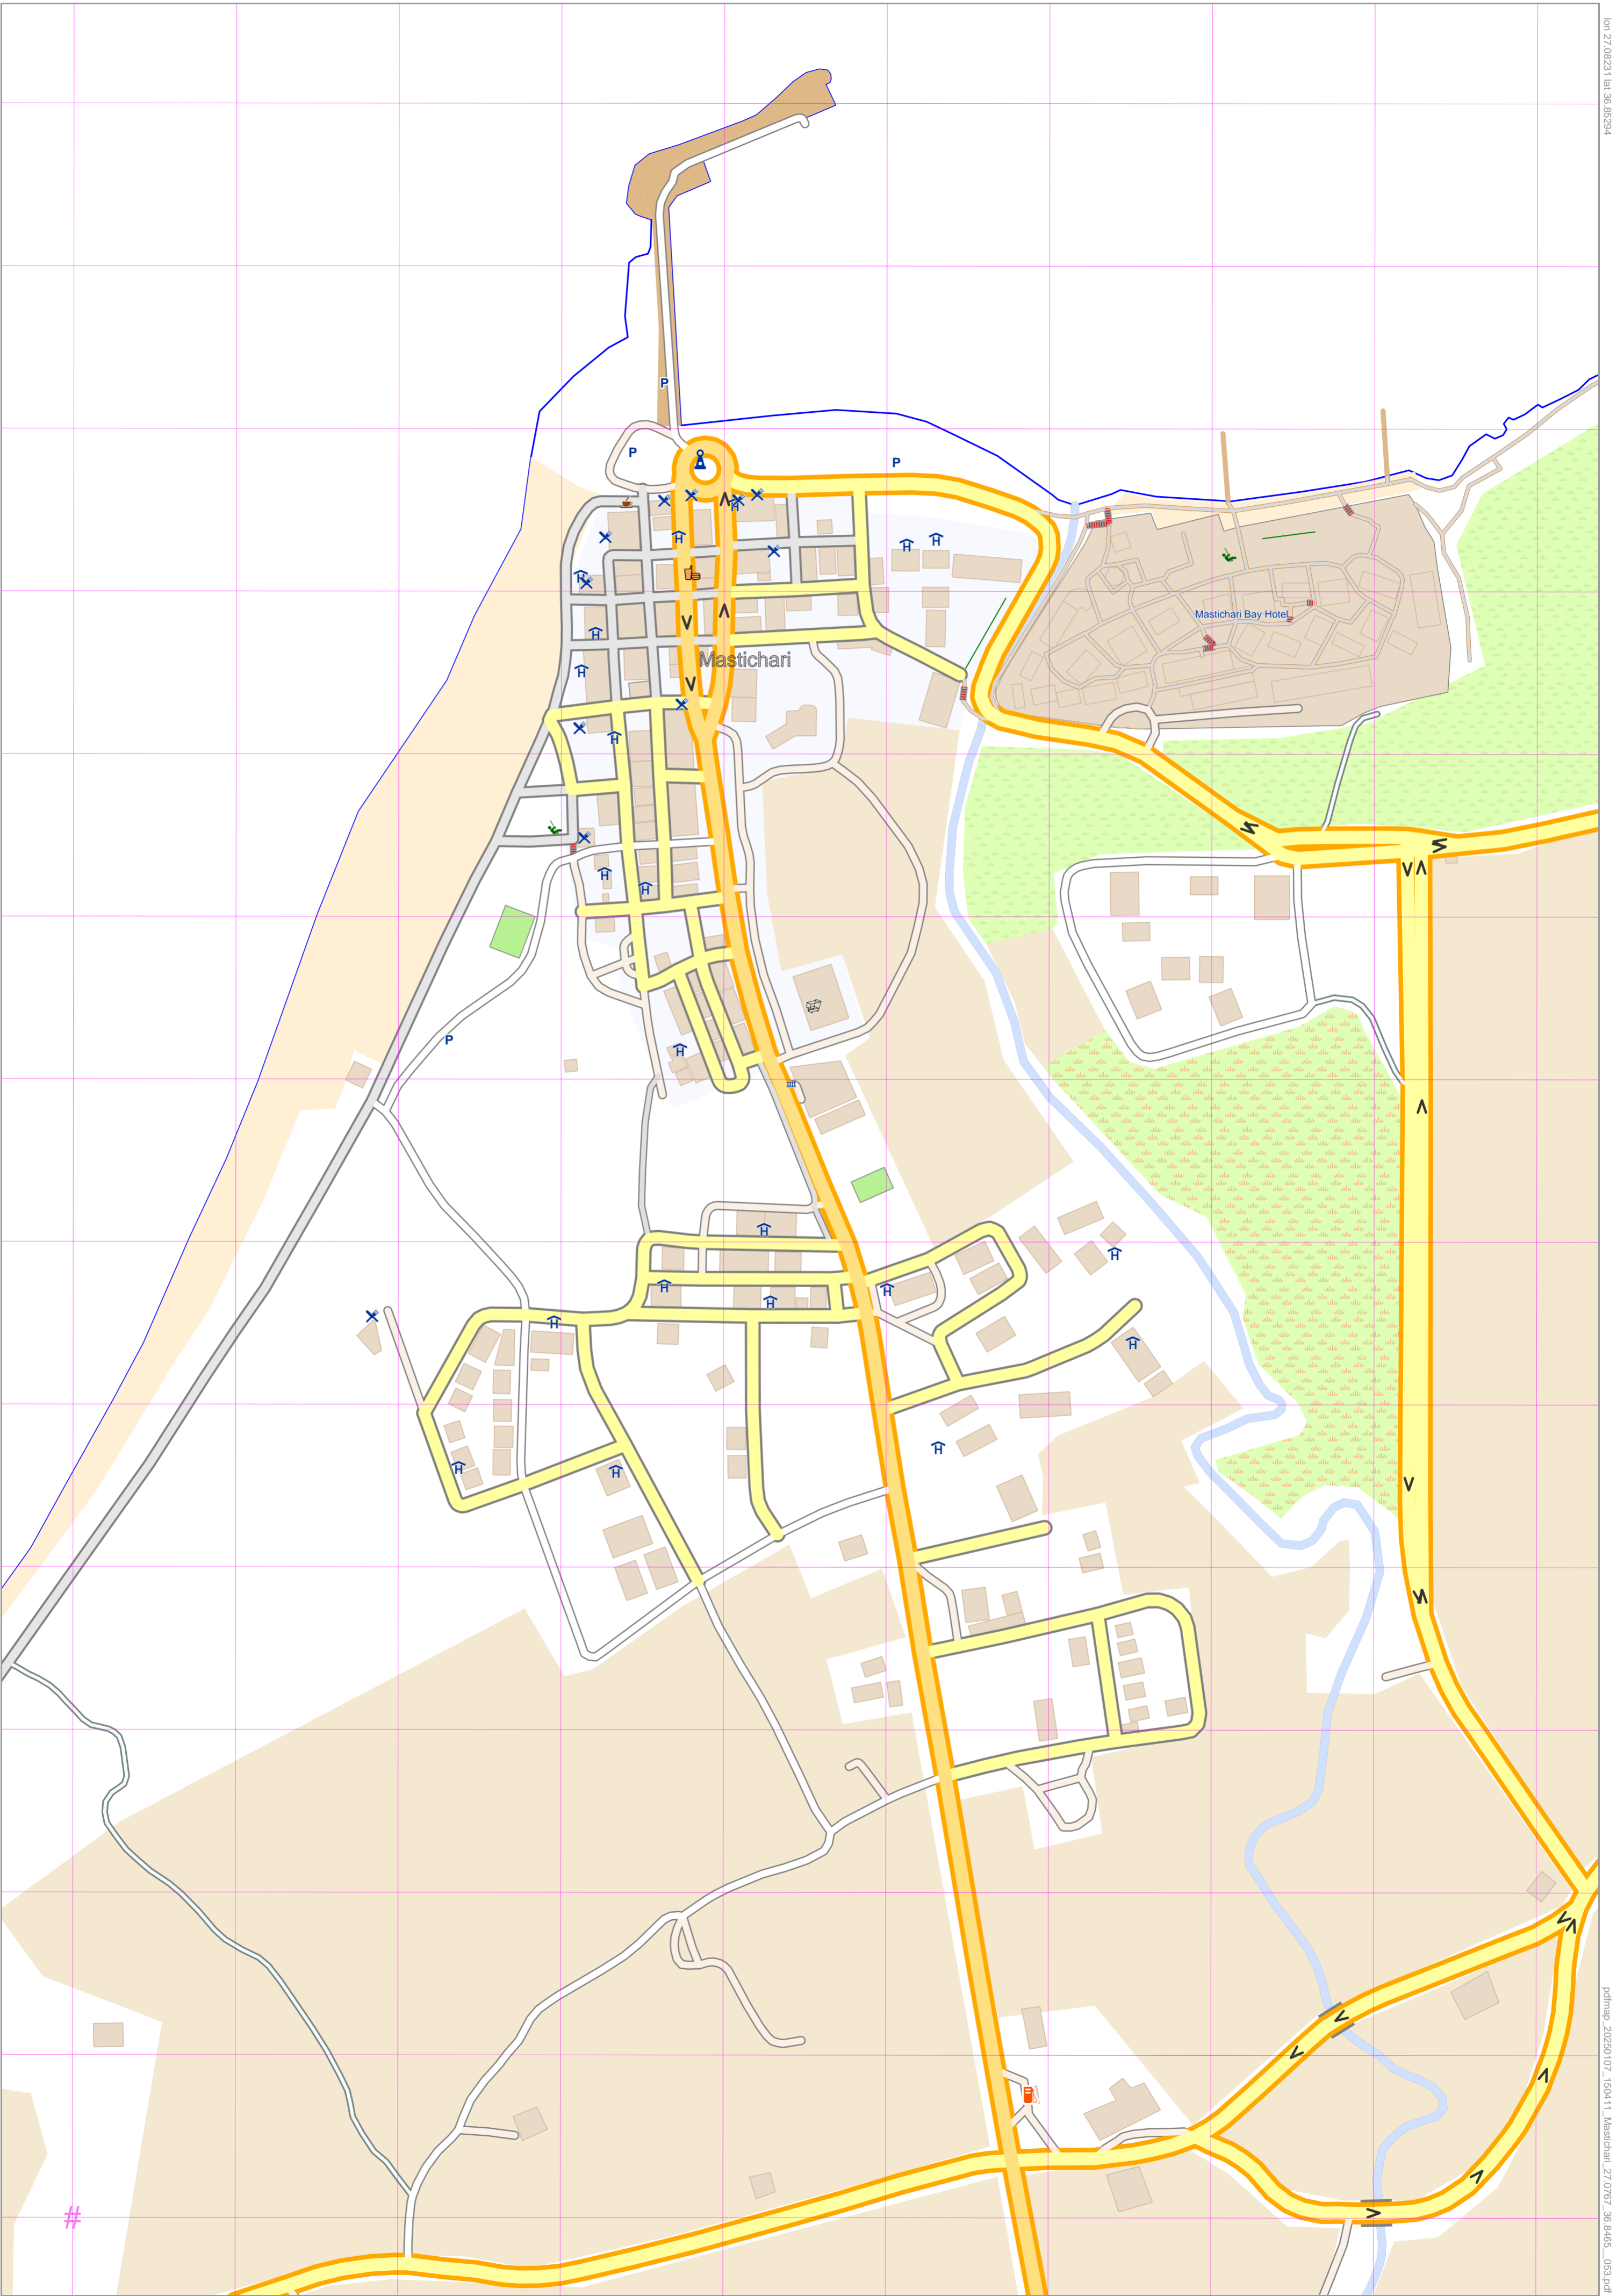 lon 27.08231 lat 36.85294
P
P
P
Mastichari Bay Hotel
Mastichari
P
pdfmap_20250107_150411_Mastichari_27.0767_36.8465__053.pdf
#